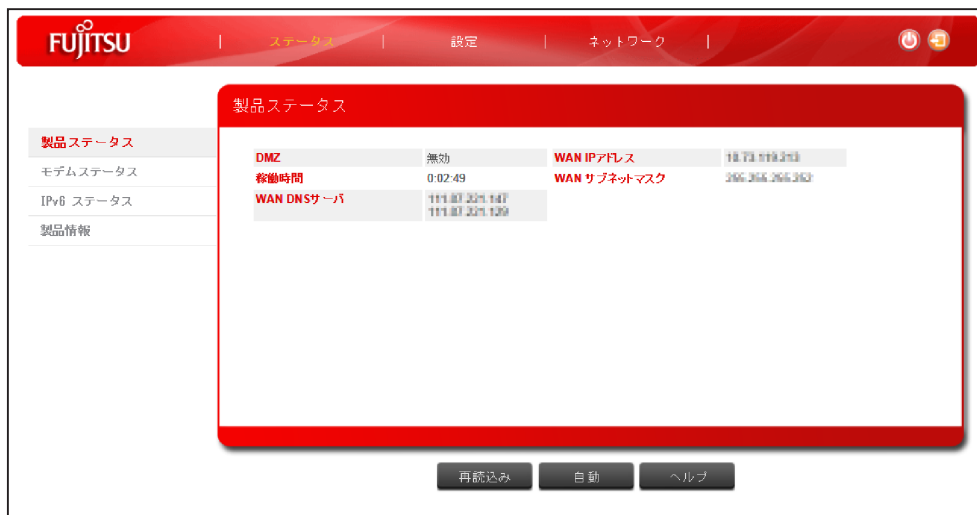 FUJITSU
ステータス
設定
ネットワーク
製品ステータス
製品ステータス
モデムステータス
IPv6 ステータス
製品情報
DMZ
無効
WAN IPアドレス
稼働時間
0:02:49
WAN サブネットマスク
WAN DNSサーバ
再読込み
自動
ヘルプ